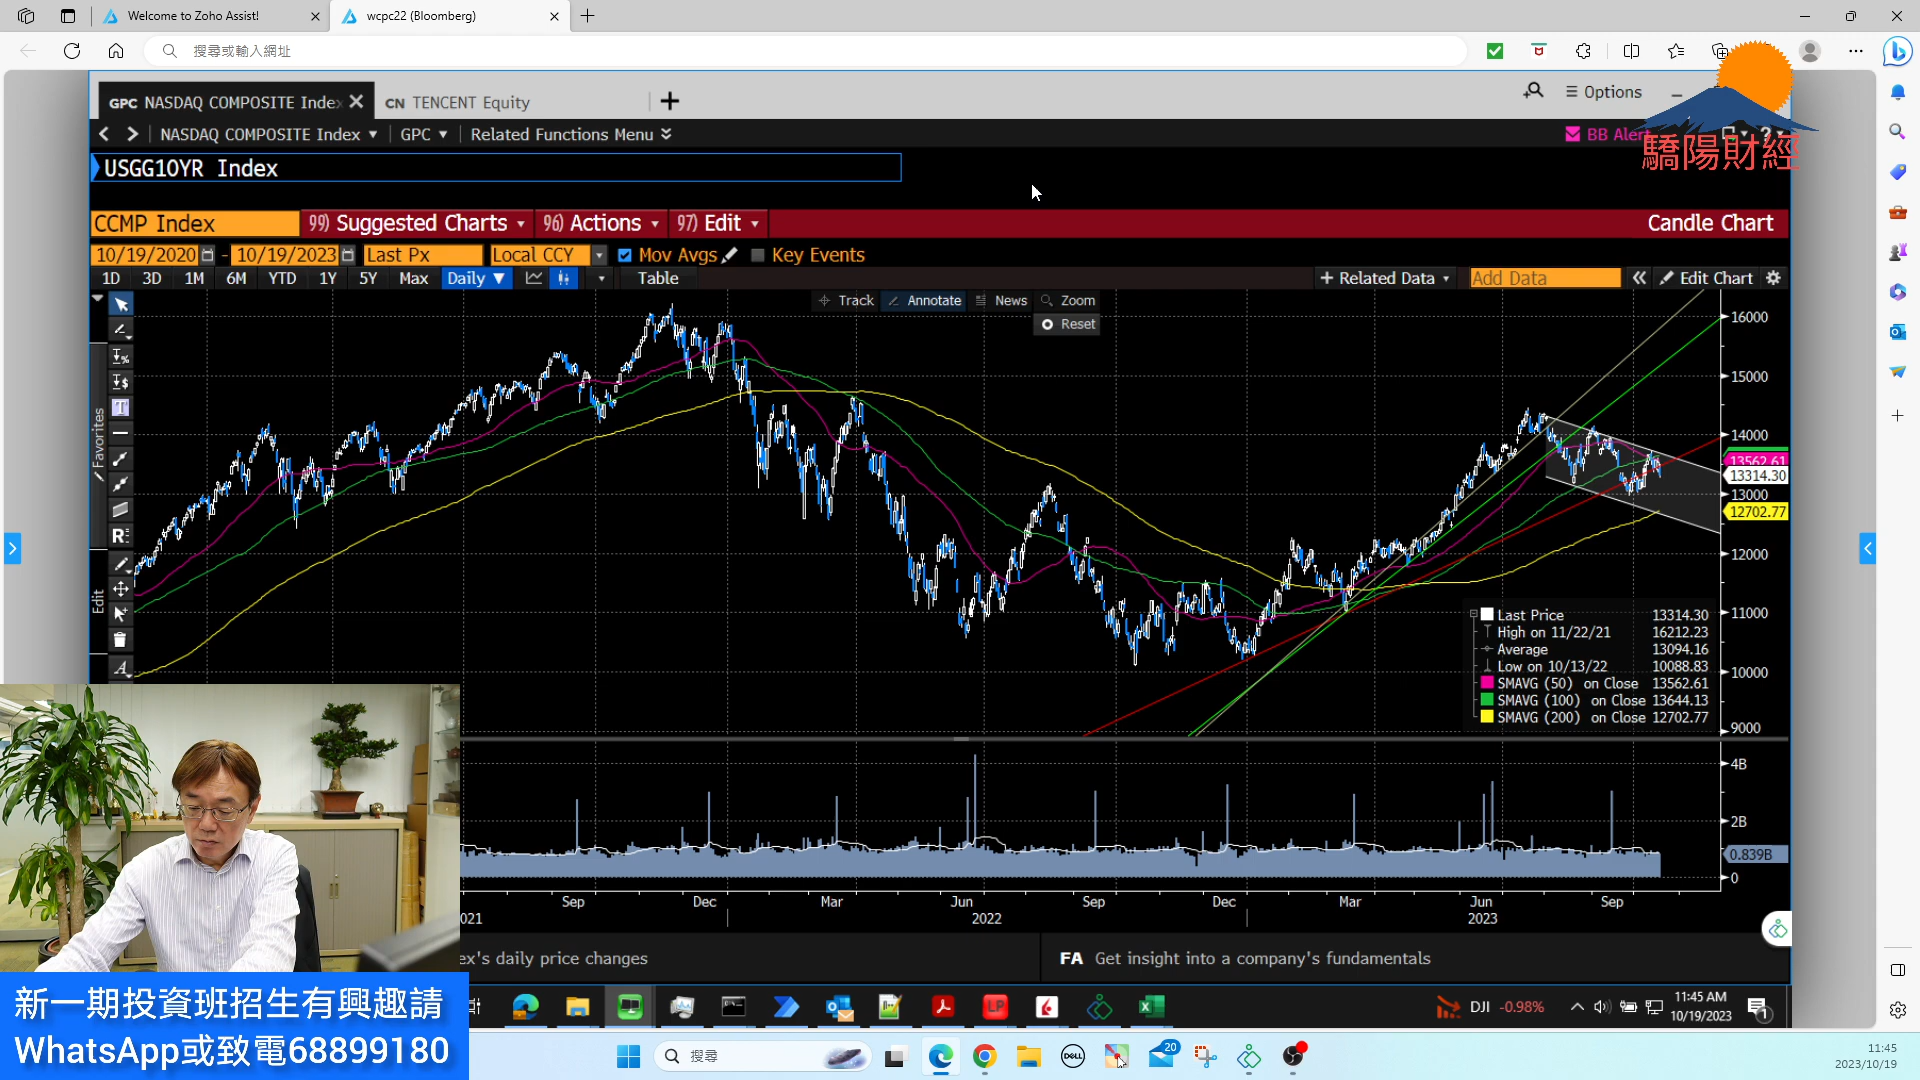 Welcome to Zoho Assist!
wcpc22 (Bloomberg)
搜尋或輸入網址
GPC NASDAQ COMPOSITE Index
CN TENCENT Equity
Options
NASDAQ COMPOSITE Index
GPC
Related Functions Menu
BB Alert
驕陽財經
USGG10YR Index
CCMP Index
99) Suggested Charts
96) Actions
97) Edit
Candle Chart
10/19/2020 - 10/19/2023
Last Px
Local CCY
Mov Avgs
Key Events
1D 3D 1M 6M YTD 1Y 5Y Max Daily ▼
Table
+ Related Data
Add Data
Edit Chart
Track
Annotate
News
Zoom
Reset
Favorites
Edit
16000
15000
14000
13562.61
13314.30
13000
12702.77
12000
11000
10000
9000
Last Price 13314.30
High on 11/22/21 16212.23
Average 13094.16
Low on 10/13/22 10088.83
SMAVG (50) on Close 13562.61
SMAVG (100) on Close 13644.13
SMAVG (200) on Close 12702.77
4B
2B
0.839B
0
Sep Dec Mar Jun Sep Dec Mar Jun Sep
021 2022 2023
ex's daily price changes
FA Get insight into a company's fundamentals
新一期投資班招生有興趣請
WhatsApp或致電68899180
DJI -0.98%
11:45 AM
10/19/2023
1
搜尋
DELL
20
11:45
2023/10/19